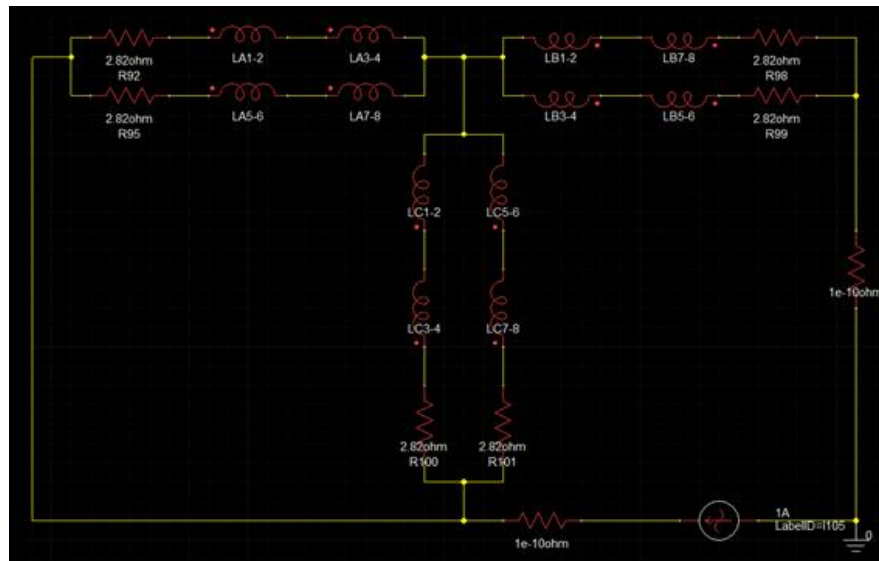 2.82ohm
R92
LA1-2
LA3-4
LB1-2
LB7-8
2.82ohm
R98
2.82ohm
R95
LA5-6
LA7-8
LB3-4
LB5-6
2.82ohm
R99
LC1-2
LC5-6
1e-10ohm
LC3-4
LC7-8
2.82ohm
R100
2.82ohm
R101
1A
LabelID=I105
0
1e-10ohm